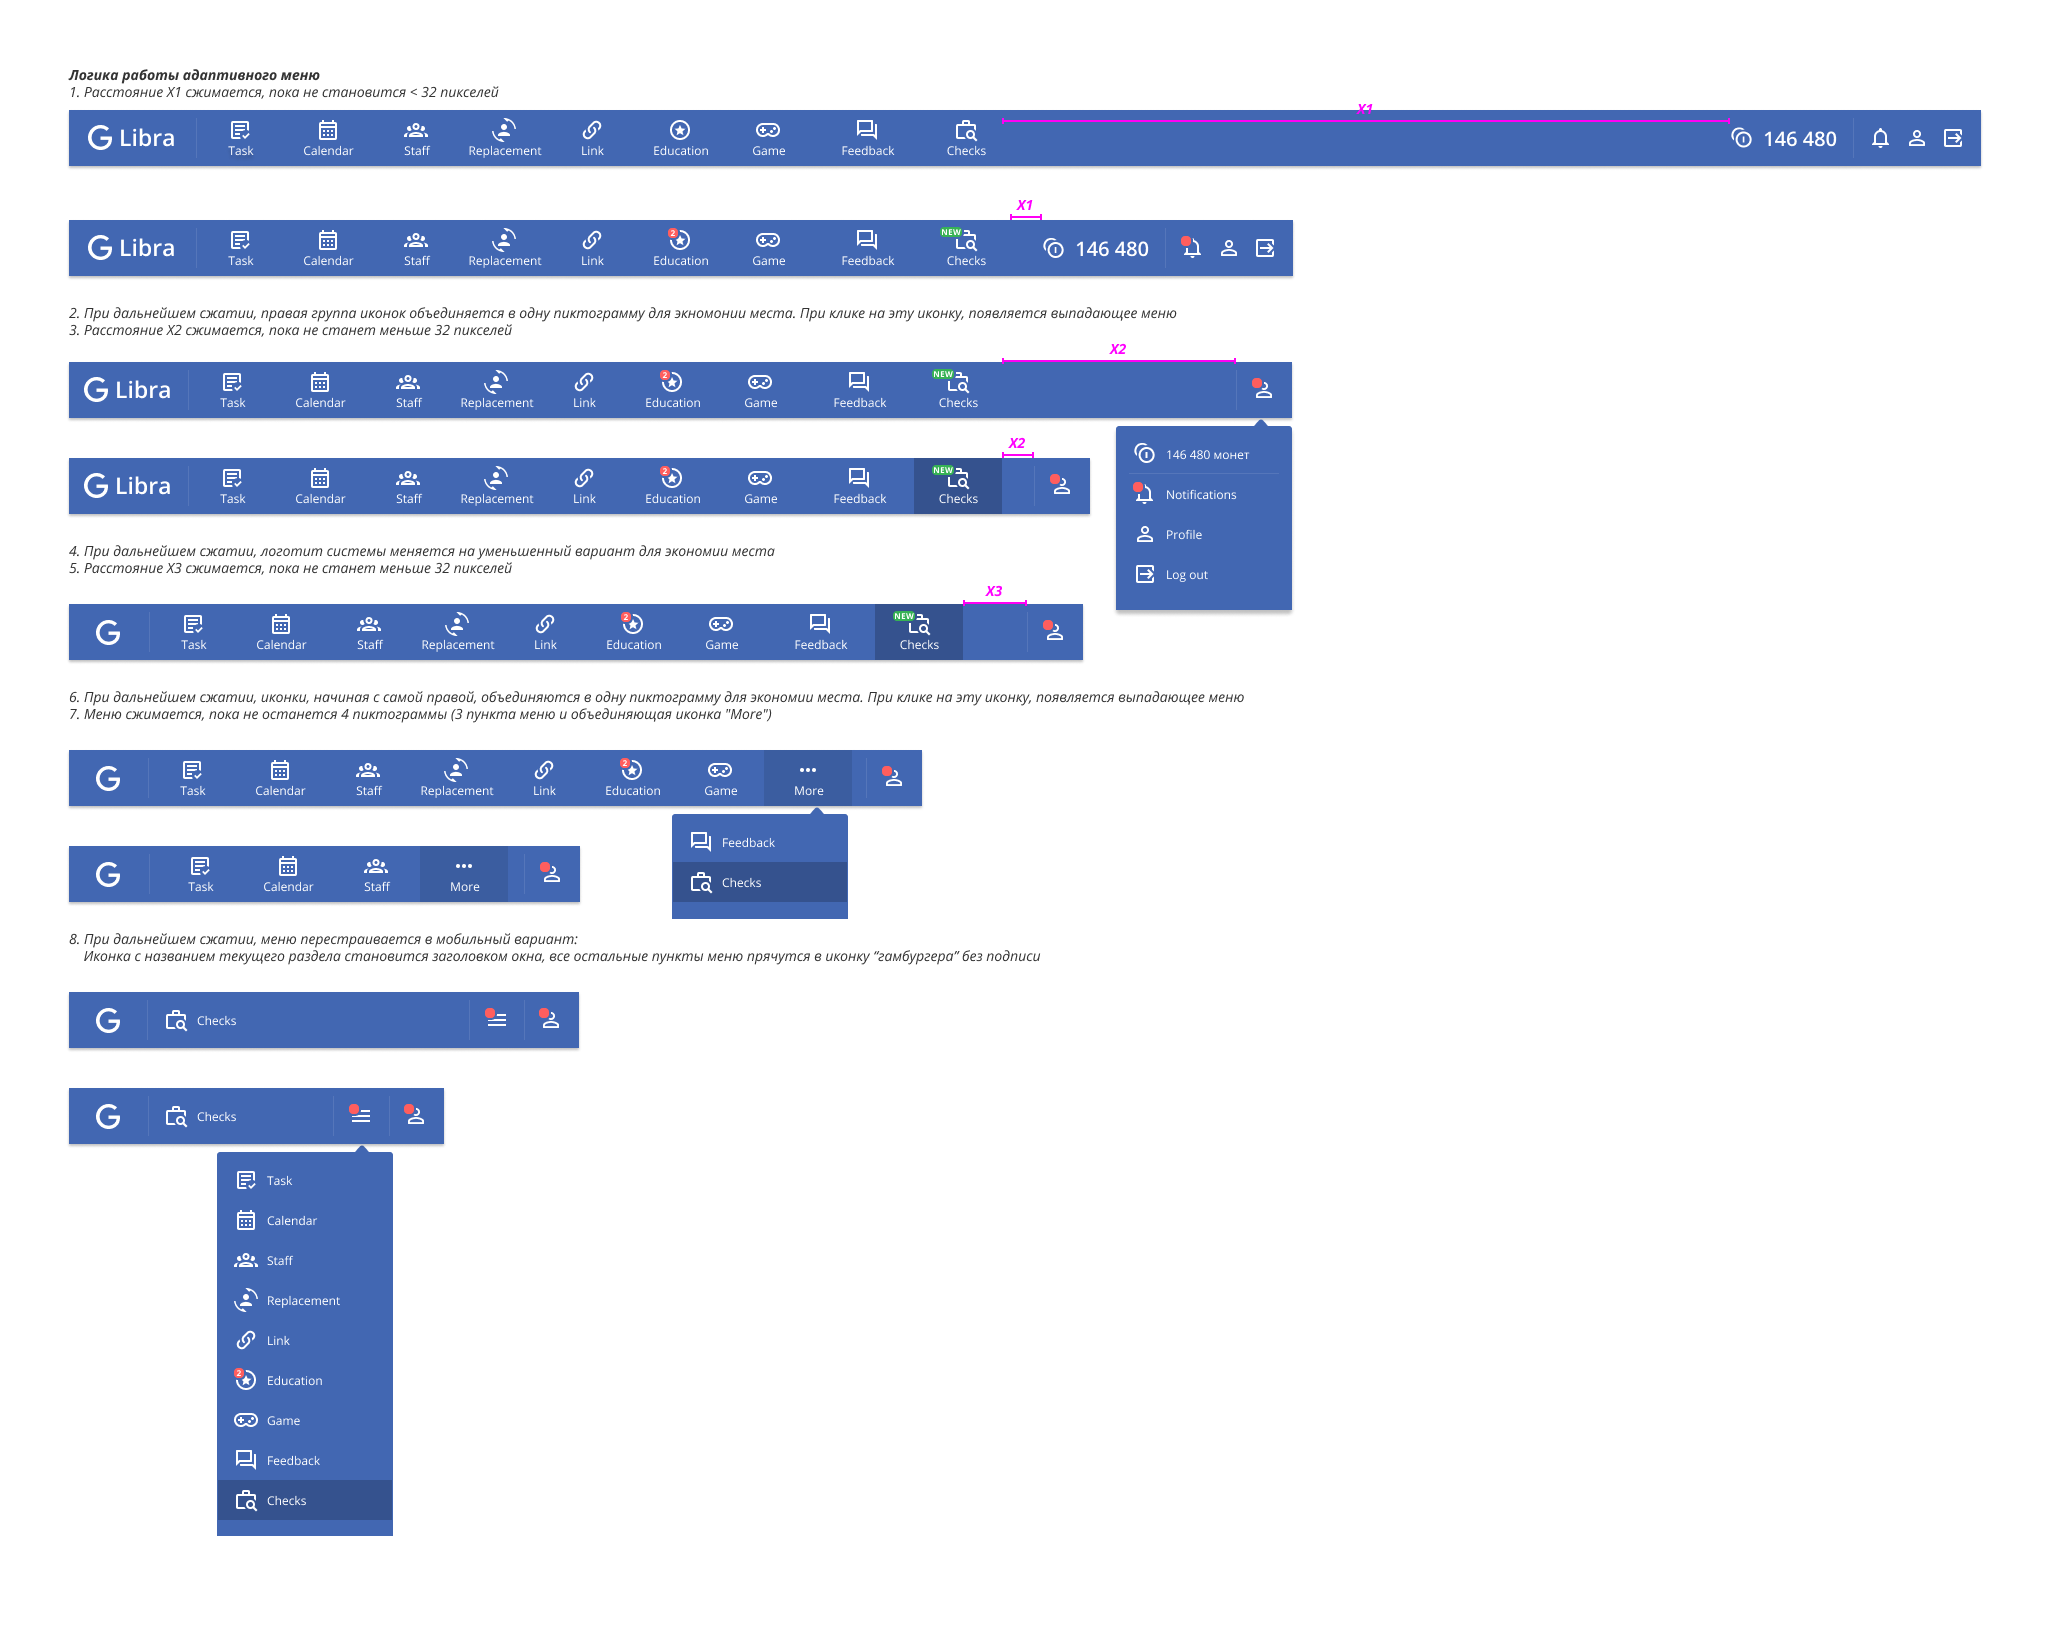 Логика работы адаптивного меню
1. Расстояние X1 сжимается, пока не становится < 32 пикселей
X1
G Libra Task Calendar Staff Replacement Link Education Game Feedback Checks 146 480
X1
G Libra Task Calendar Staff Replacement Link 2 Education Game Feedback NEW Checks 146 480
2. При дальнейшем сжатии, правая группа иконок объединяется в одну пиктограмму для экномонии места. При клике на эту иконку, появляется выпадающее меню
3. Расстояние X2 сжимается, пока не станет меньше 32 пикселей
X2
G Libra Task Calendar Staff Replacement Link 2 Education Game Feedback NEW Checks
146 480 монет
Notifications
Profile
Log out
X2
G Libra Task Calendar Staff Replacement Link 2 Education Game Feedback NEW Checks
4. При дальнейшем сжатии, логотит системы меняется на уменьшенный вариант для экономии места
5. Расстояние X3 сжимается, пока не станет меньше 32 пикселей
X3
G Task Calendar Staff Replacement Link 2 Education Game Feedback NEW Checks
6. При дальнейшем сжатии, иконки, начиная с самой правой, объединяются в одну пиктограмму для экономии места. При клике на эту иконку, появляется выпадающее меню
7. Меню сжимается, пока не останется 4 пиктограммы (3 пункта меню и объединяющая иконка "More")
G Task Calendar Staff Replacement Link 2 Education Game More
Feedback
Checks
G Task Calendar Staff More
8. При дальнейшем сжатии, меню перестраивается в мобильный вариант:
Иконка с названием текущего раздела становится заголовком окна, все остальные пункты меню прячутся в иконку “гамбургера” без подписи
G Checks
G Checks
Task
Calendar
Staff
Replacement
Link
2 Education
Game
Feedback
Checks